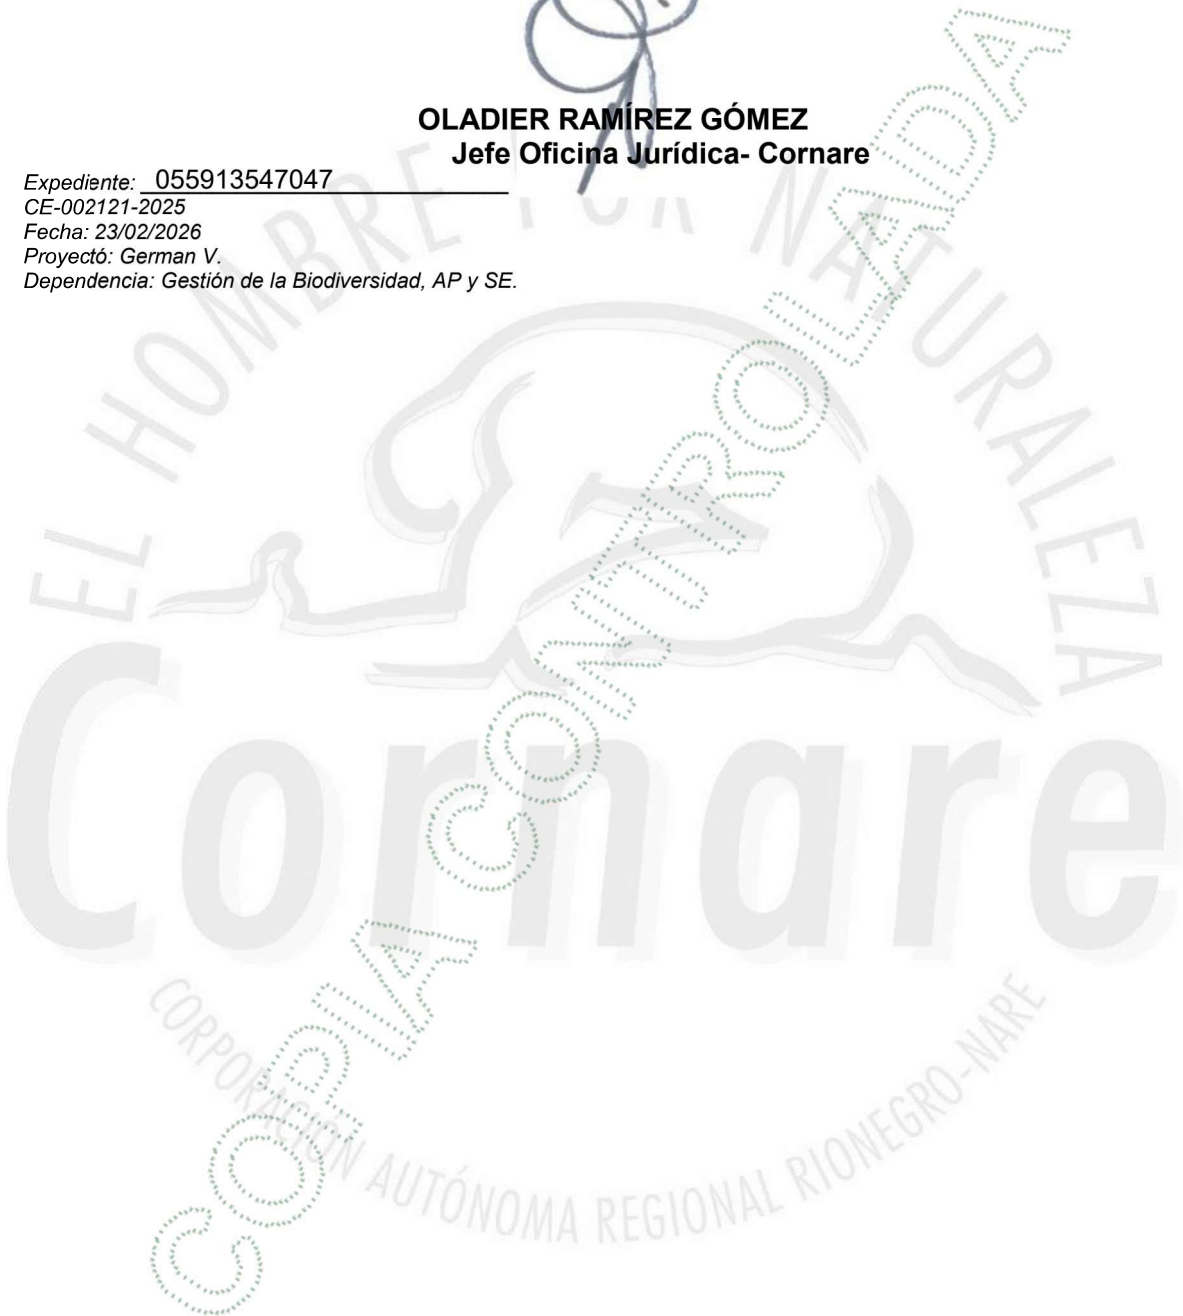 OLADIER RAMÍREZ GÓMEZ
Jefe Oficina Jurídica- Cornare
Expediente: 055913547047
CE-002121-2025
Fecha: 23/02/2026
Proyectó: German V.
Dependencia: Gestión de la Biodiversidad, AP y SE.
EL HOMBRE POR NATURALEZA
Cornare
CORPORACIÓN AUTÓNOMA REGIONAL RIONEGRO-NARE
COPIA CONTROLADA